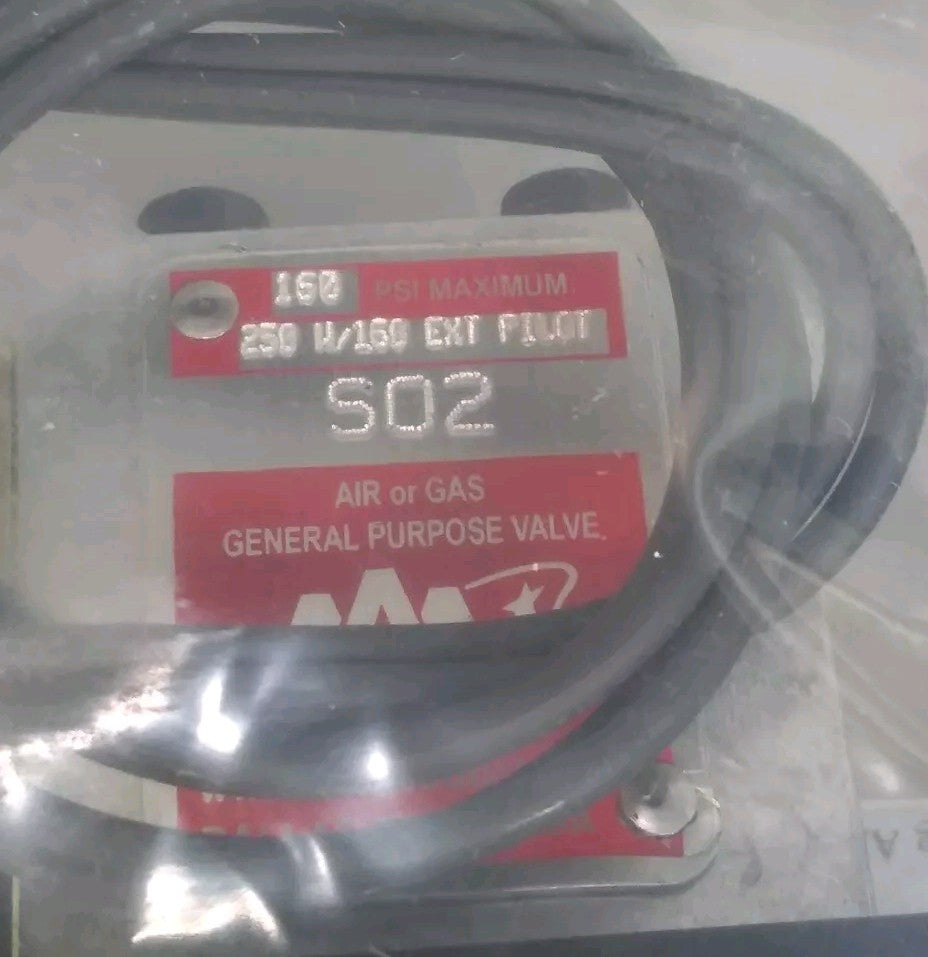 160 PSI MAXIMUM
250 W/160 EXT PILOT
S02
AIR or GAS
GENERAL PURPOSE VALVE